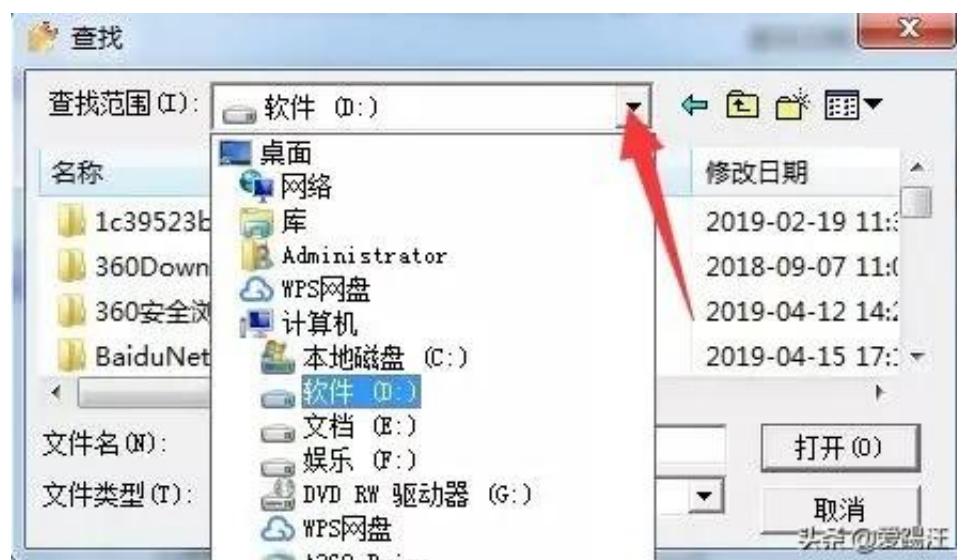 查找
查找范围(I):
软件 (D:)
名称
修改日期
1c39523b
2019-02-19 11:
360Down
2018-09-07 11:
360安全浏
2019-04-12 14:
BaiduNet
2019-04-15 17:
桌面
网络
库
Administrator
WPS网盘
计算机
本地磁盘 (C:)
软件 (D:)
文档 (E:)
娱乐 (F:)
DVD RW 驱动器 (G:)
WPS网盘
文件名(N):
打开(O)
文件类型(T):
取消
头条@爱踢汪